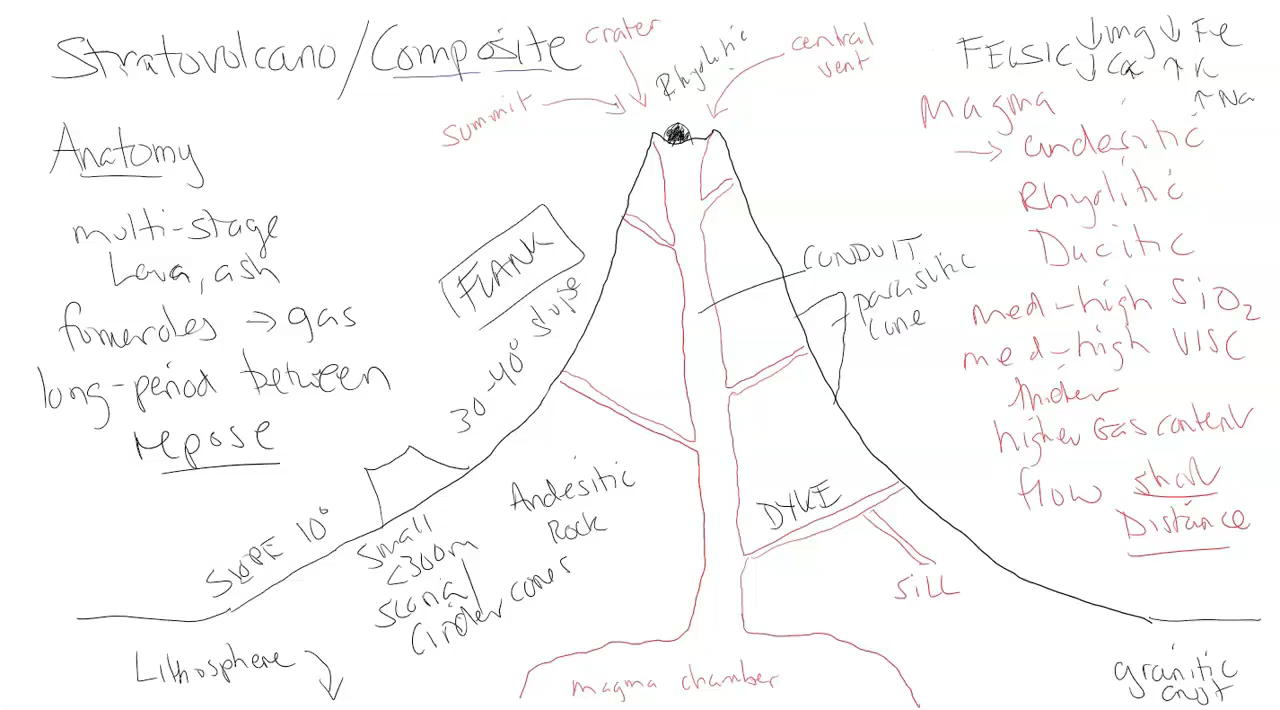 Stratovolcano/Composite
Anatomy
multi-stage
Lava, ash
fomeroles → gas
long-period between
repose
crater
summit
Rhyolitic
central
vent
FLANK
30-40° slope
SLOPE 10°
small
<300m
scoria/
Cinder cones
Andesitic
Rock
CONDUIT
parasitic
cone
DYKE
SILL
magma chamber
Lithosphere
granitic
crust
FELSIC ↓mg ↓Fe
↓Ca ↑K
↑Na
magma
→ andesitic
Rhyolitic
Dacitic
med-high SiO2
med-high VISC
thicker
higher Gas content
flow short
Distance